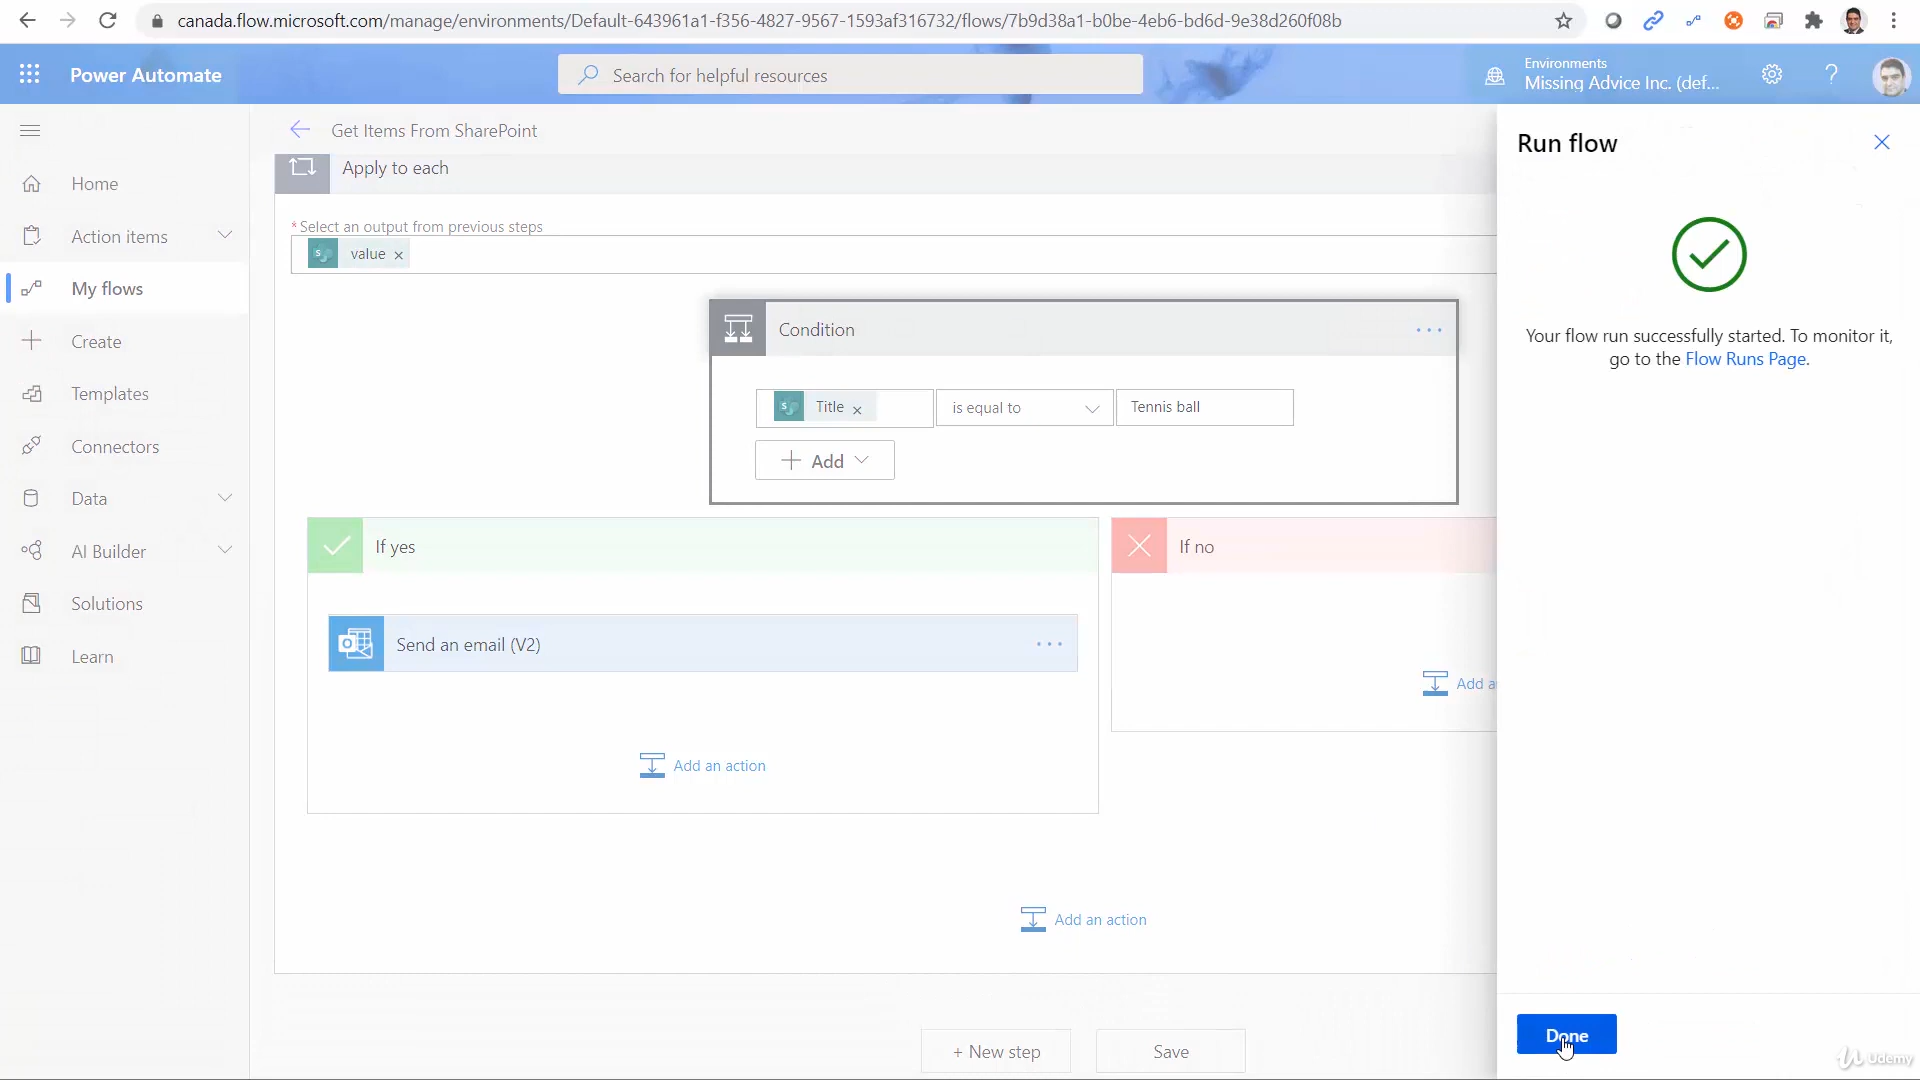 canada.flow.microsoft.com/manage/environments/Default-643961a1-f356-4827-9567-1593af316732/flows/7b9d38a1-b0be-4eb6-bd6d-9e38d260f08b
Power Automate
Search for helpful resources
Environments
Missing Advice Inc. (def...
?
Home
Action items
My flows
Create
Templates
Connectors
Data
AI Builder
Solutions
Learn
Get Items From SharePoint
Apply to each
* Select an output from previous steps
S
value ×
Condition
...
S
Title ×
is equal to
Tennis ball
+ Add
If yes
If no
Send an email (V2)
...
Add a
Add an action
Add an action
+ New step
Save
Run flow
Your flow run successfully started. To monitor it,
go to the Flow Runs Page.
Done
Udemy